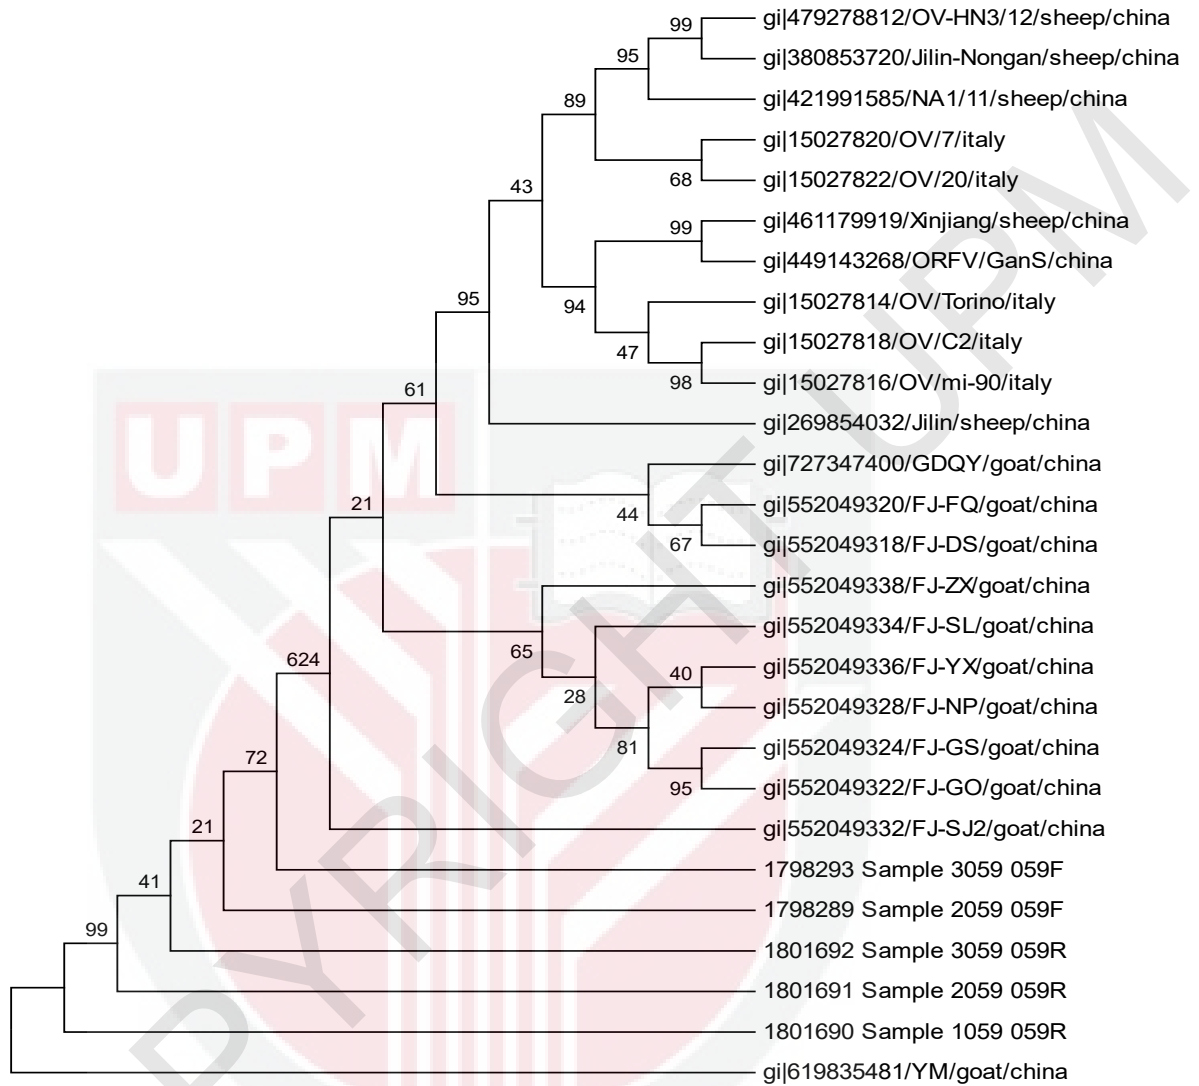 99
gi|479278812/OV-HN3/12/sheep/china
95
gi|380853720/Jilin-Nongan/sheep/china
89
gi|421991585/NA1/11/sheep/china
gi|15027820/OV/7/italy
43
68
gi|15027822/OV/20/italy
99
gi|461179919/Xinjiang/sheep/china
gi|449143268/ORFV/GanS/china
95
94
gi|15027814/OV/Torino/italy
47
gi|15027818/OV/C2/italy
98
gi|15027816/OV/mi-90/italy
61
gi|269854032/Jilin/sheep/china
UPM
gi|727347400/GDQY/goat/china
21
44
gi|552049320/FJ-FQ/goat/china
67
gi|552049318/FJ-DS/goat/china
gi|552049338/FJ-ZX/goat/china
65
gi|552049334/FJ-SL/goat/china
624
40
gi|552049336/FJ-YX/goat/china
28
gi|552049328/FJ-NP/goat/china
81
gi|552049324/FJ-GS/goat/china
72
95
gi|552049322/FJ-GO/goat/china
21
gi|552049332/FJ-SJ2/goat/china
1798293 Sample 3059 059F
41
1798289 Sample 2059 059F
99
1801692 Sample 3059 059R
1801691 Sample 2059 059R
1801690 Sample 1059 059R
gi|619835481/YM/goat/china
PYRIGHT UPM